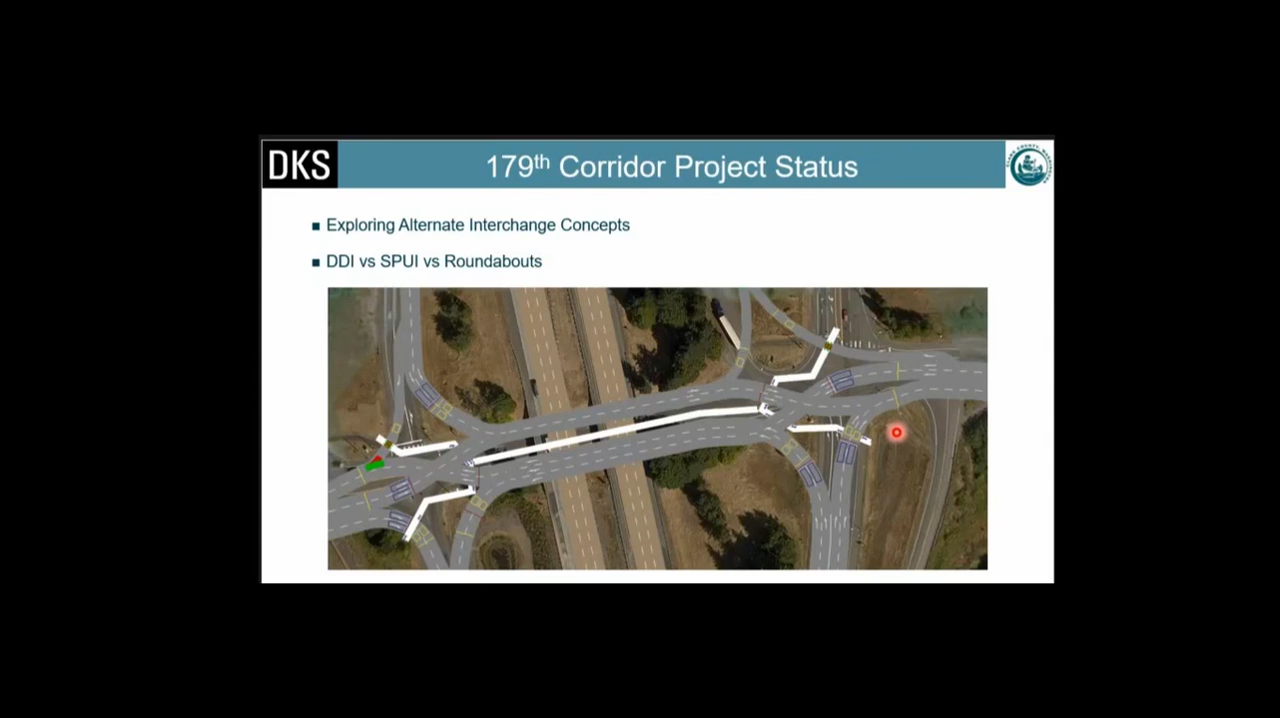 DKS
179th Corridor Project Status
Exploring Alternate Interchange Concepts
DDI vs SPUI vs Roundabouts